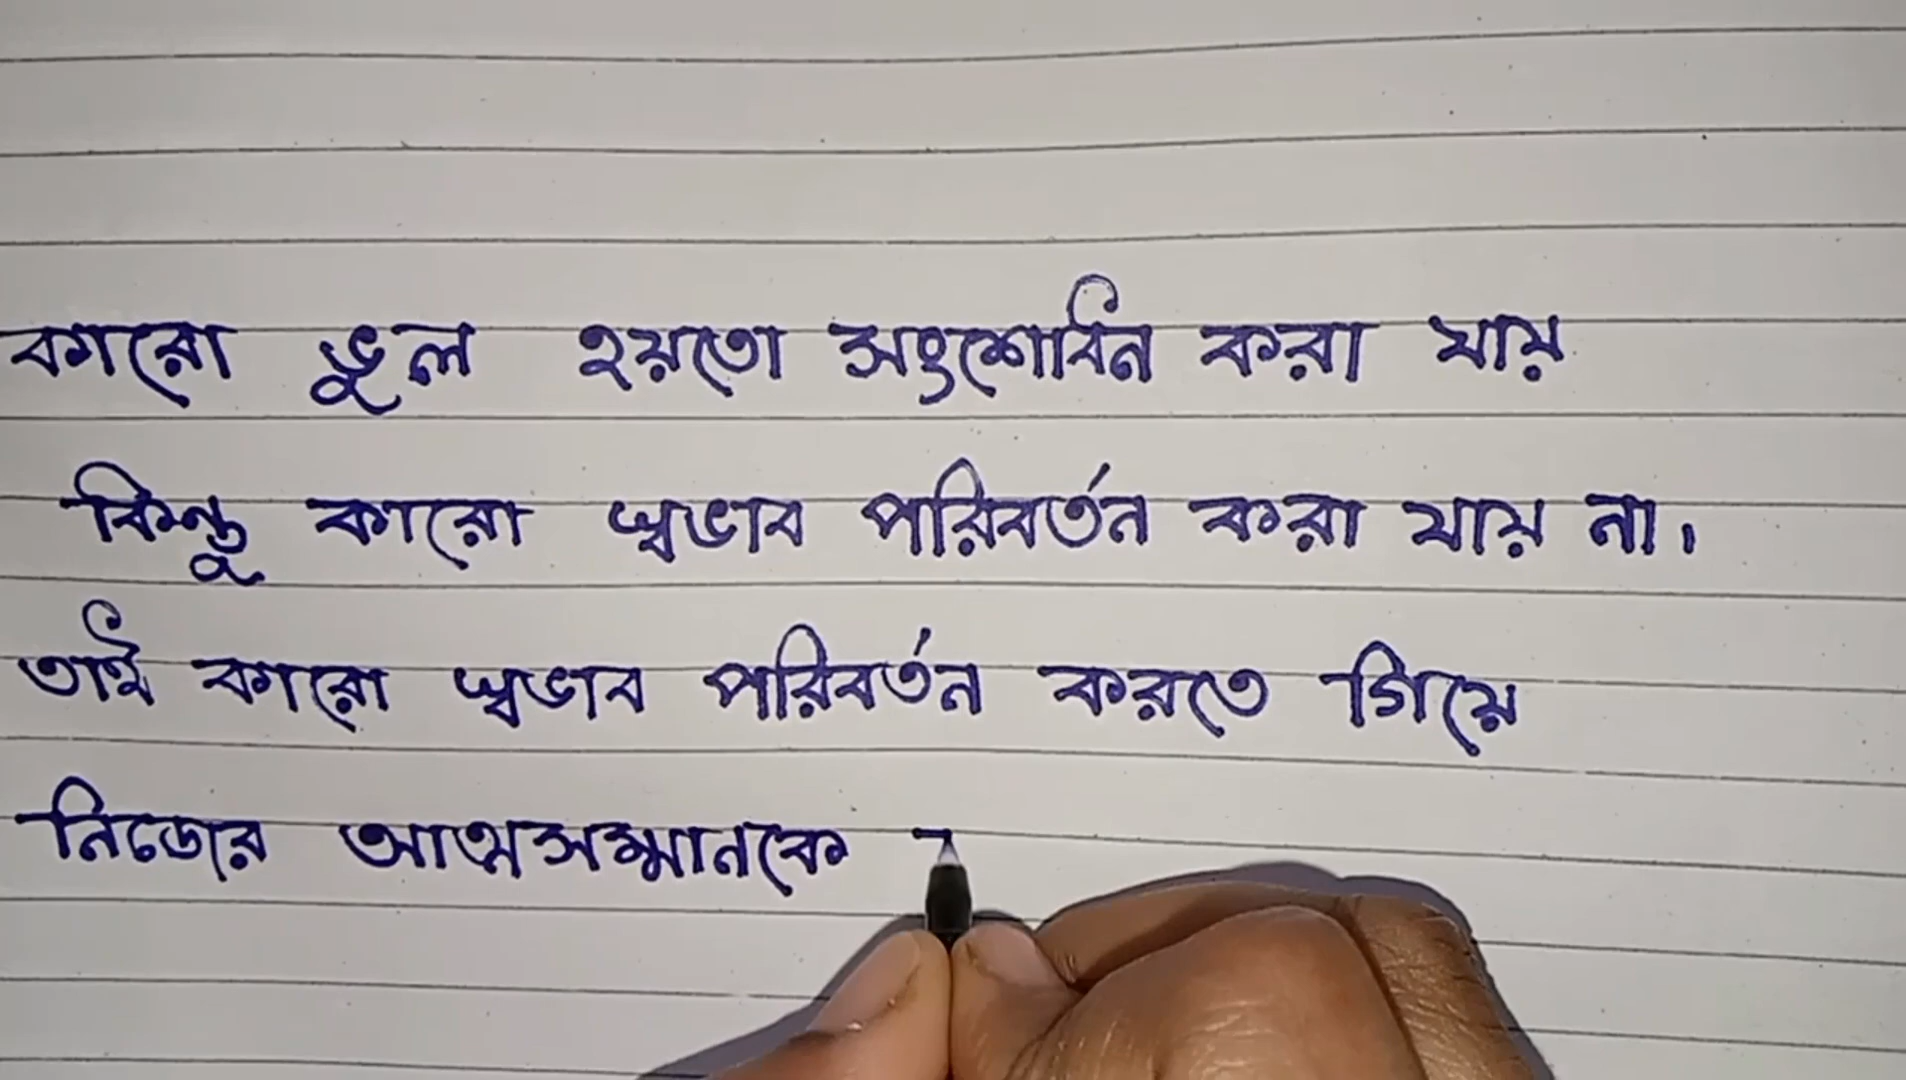 কারো ভুল হয়তো সংশোধন করা যায়
কিন্তু কারো স্বভাব পরিবর্তন করা যায় না।
তাই কারো স্বভাব পরিবর্তন করতে গিয়ে
নিজের আত্মসম্মানকে